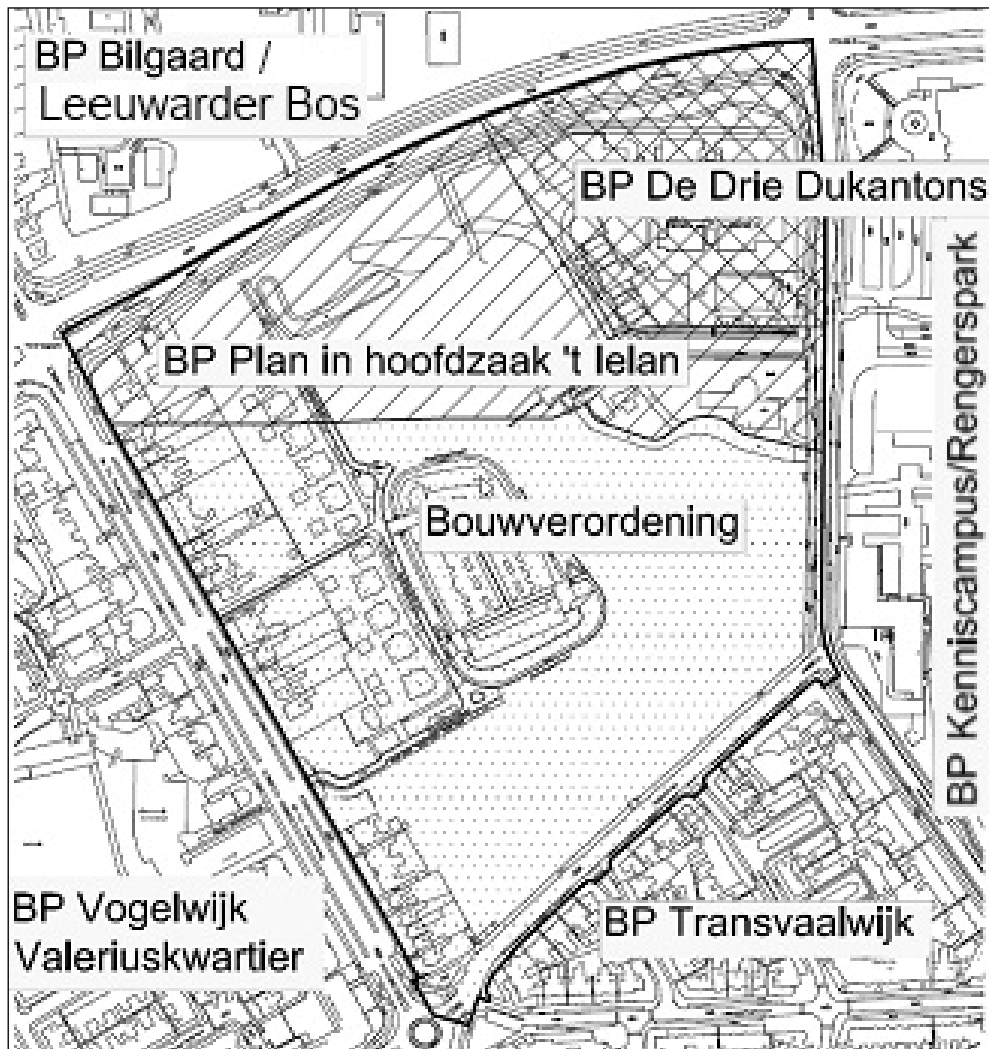 BP Bilgaard /
Leeuwarder Bos
BP De Drie Dukantons
BP Plan in hoofdzaak 't Ielan
Bouwverordening
BP Kenniscampus/Rengerspark
BP Vogelwijk
Valeriuskwartier
BP Transvaalwijk